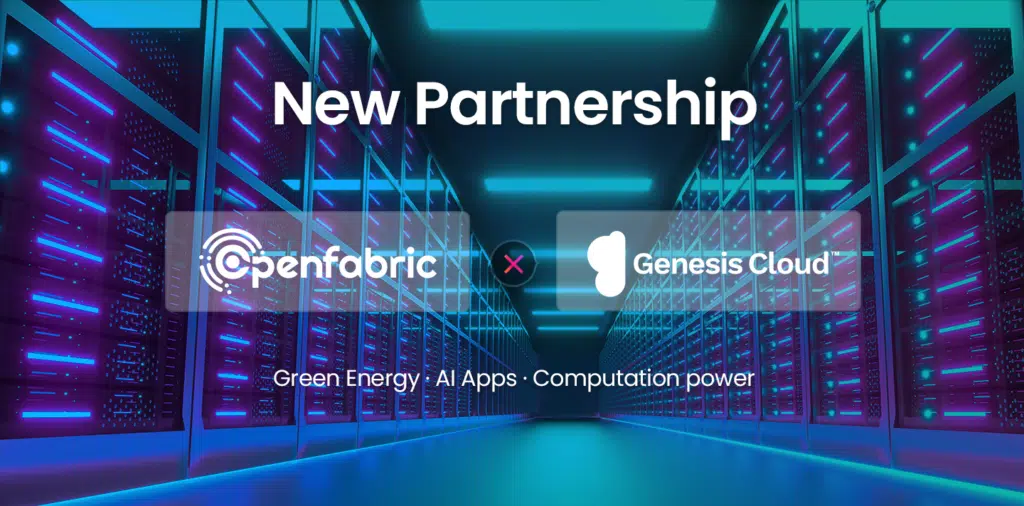 New Partnership
Openfabric
Genesis Cloud™
Green Energy · AI Apps · Computation power